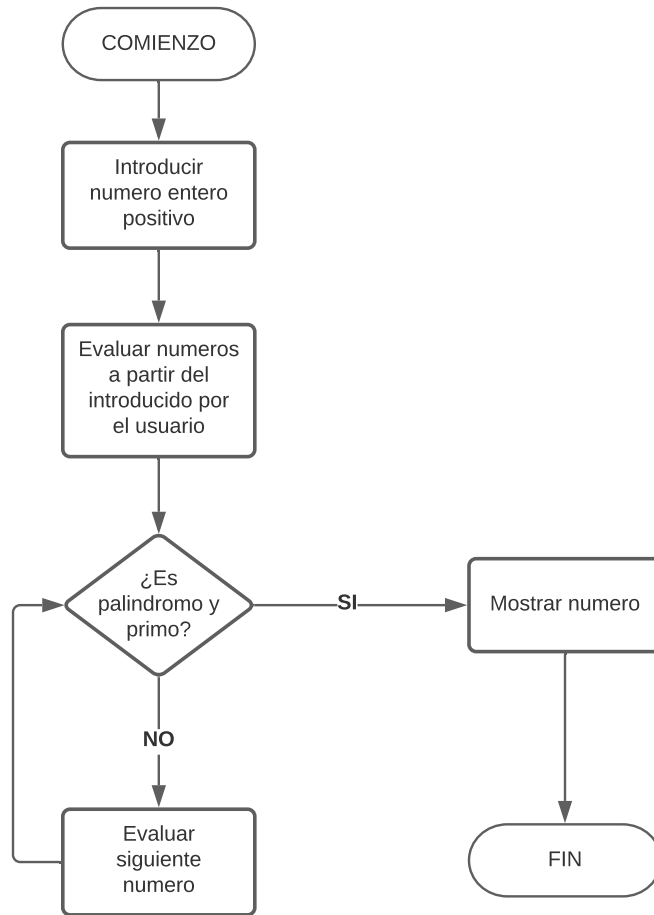 COMIENZO
Introducir
numero entero
positivo
Evaluar numeros
a partir del
introducido por
el usuario
¿Es
palindromo y
primo?
SI
Mostrar numero
NO
Evaluar
siguiente
numero
FIN